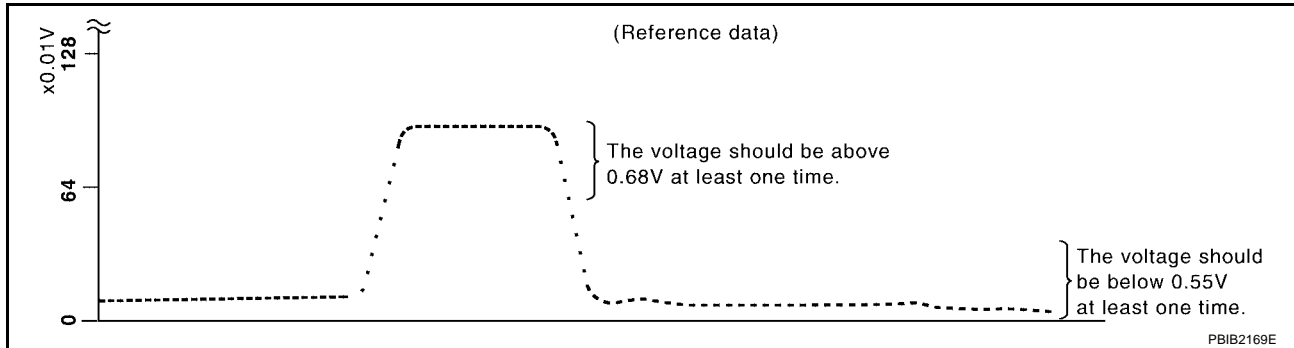 (Reference data)
x0.01V
128
64
0
The voltage should be above
0.68V at least one time.
The voltage should
be below 0.55V
at least one time.
PBIB2169E